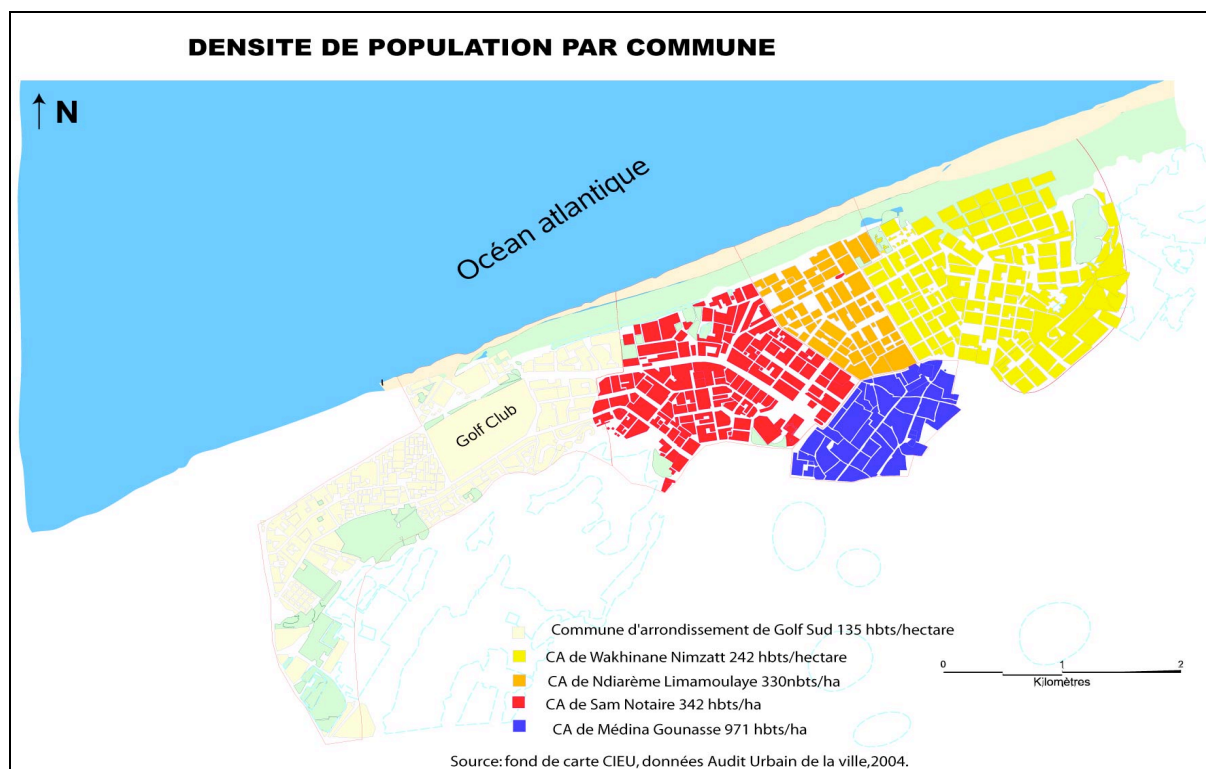 DENSITE DE POPULATION PAR COMMUNE
N
Océan atlantique
Golf Club
Commune d'arrondissement de Golf Sud 135 hbts/hectare
CA de Wakhinane Nimzatt 242 hbts/hectare
CA de Ndiarème Limamoulaye 330nbts/ha
CA de Sam Notaire 342 hbts/ha
CA de Médina Gounasse 971 hbts/ha
0 1 2
Kilomètres
Source: fond de carte CIEU, données Audit Urbain de la ville,2004.